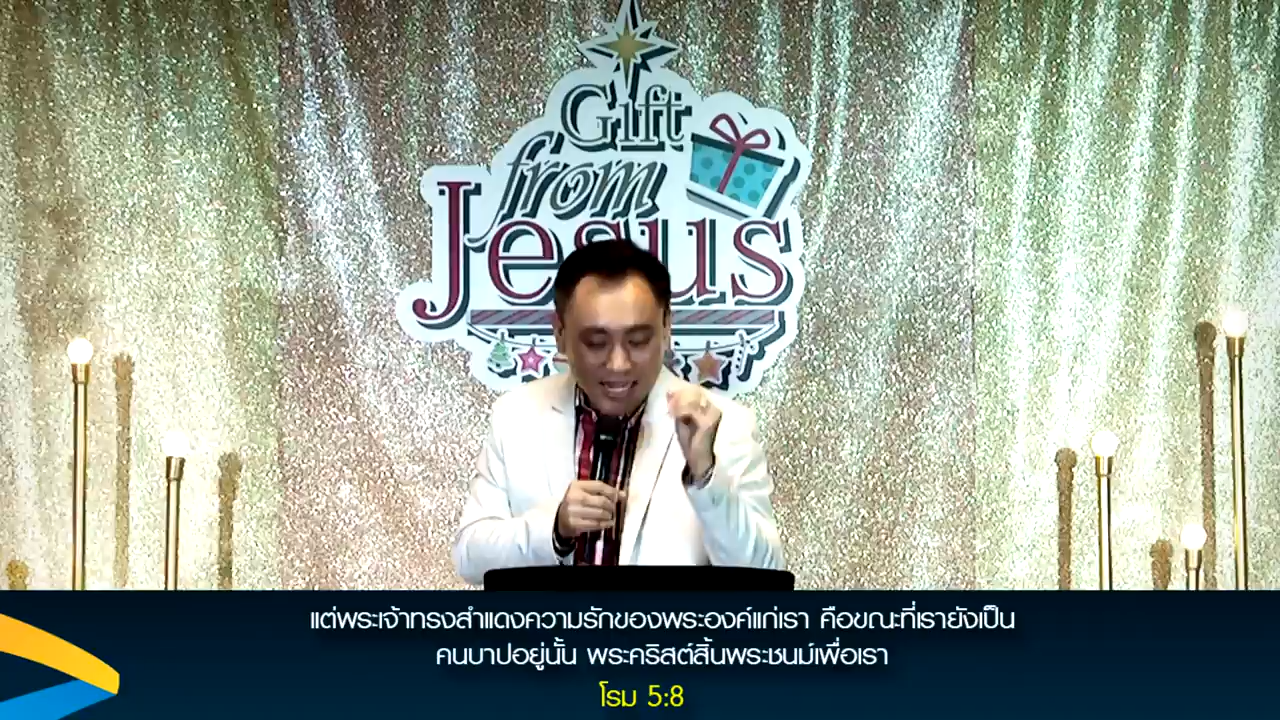 Gift
from
Jesus
แต่พระเจ้าทรงสำแดงความรักของพระองค์แก่เรา คือขณะที่เรายังเป็น
คนบาปอยู่นั้น พระคริสต์สิ้นพระชนม์เพื่อเรา
โรม 5:8